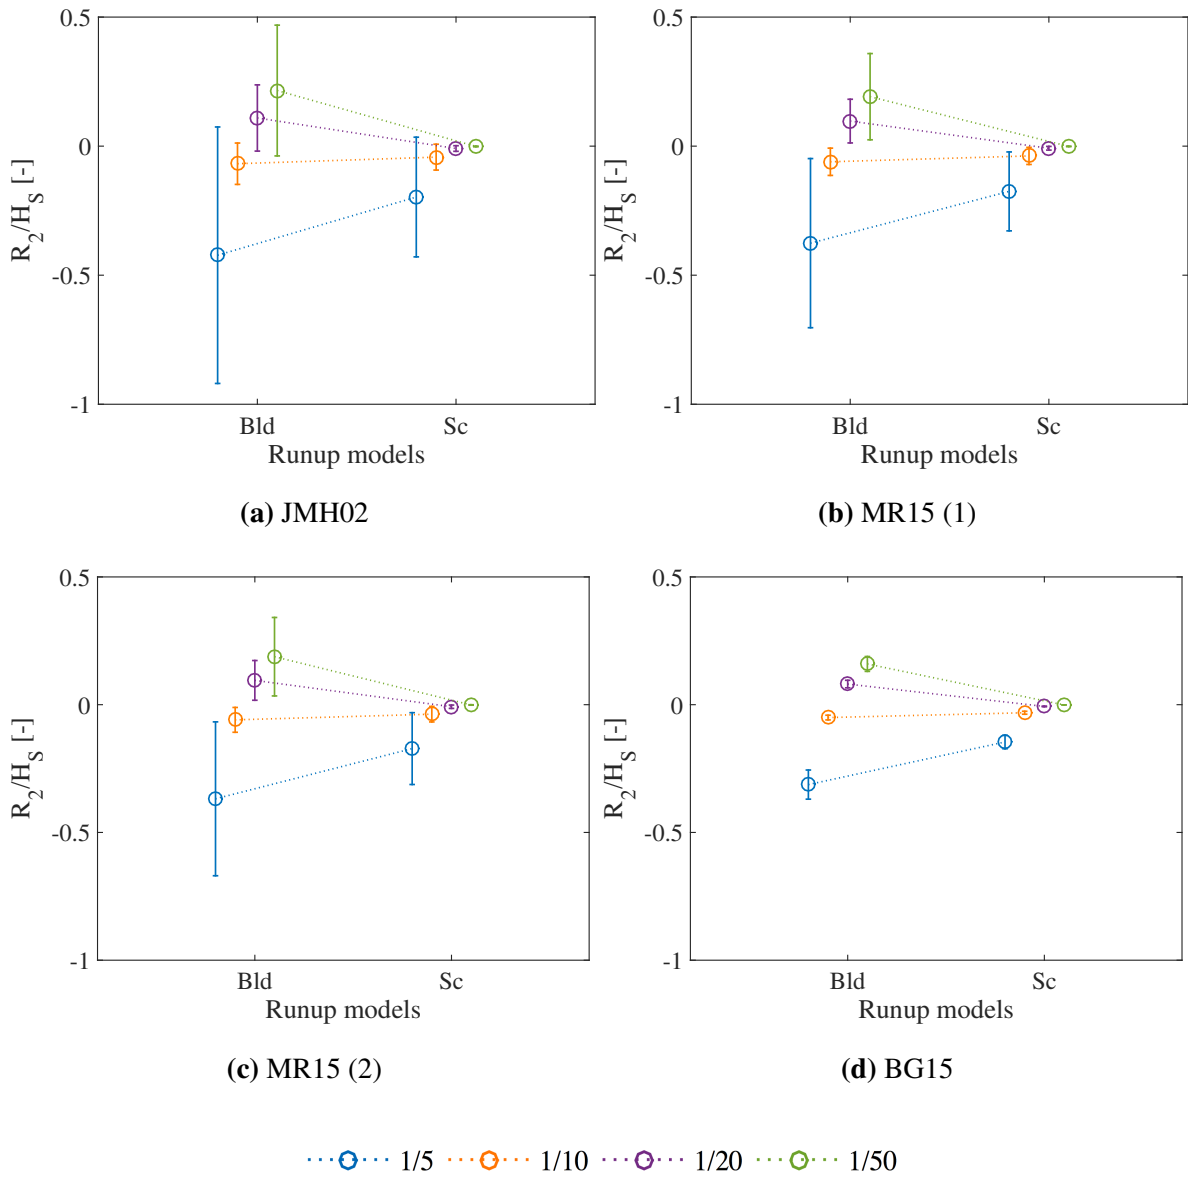 0.5
0
-0.5
-1
R2/HS [-]
Bld Sc
Runup models
(a) JMH02
0.5
0
-0.5
-1
R2/HS [-]
Bld Sc
Runup models
(b) MR15 (1)
0.5
0
-0.5
-1
R2/HS [-]
Bld Sc
Runup models
(c) MR15 (2)
0.5
0
-0.5
-1
R2/HS [-]
Bld Sc
Runup models
(d) BG15
1/5 1/10 1/20 1/50